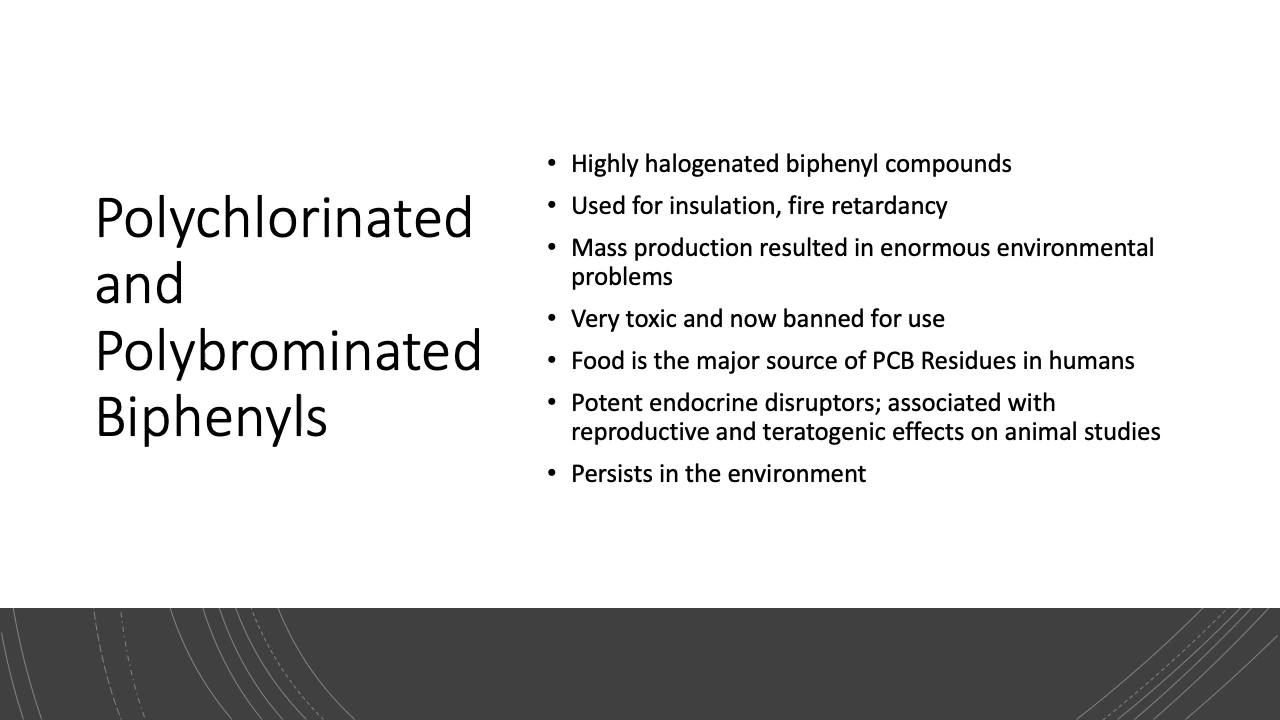 Polychlorinated
and
Polybrominated
Biphenyls
• Highly halogenated biphenyl compounds
• Used for insulation, fire retardancy
• Mass production resulted in enormous environmental
problems
• Very toxic and now banned for use
• Food is the major source of PCB Residues in humans
• Potent endocrine disruptors; associated with
reproductive and teratogenic effects on animal studies
• Persists in the environment